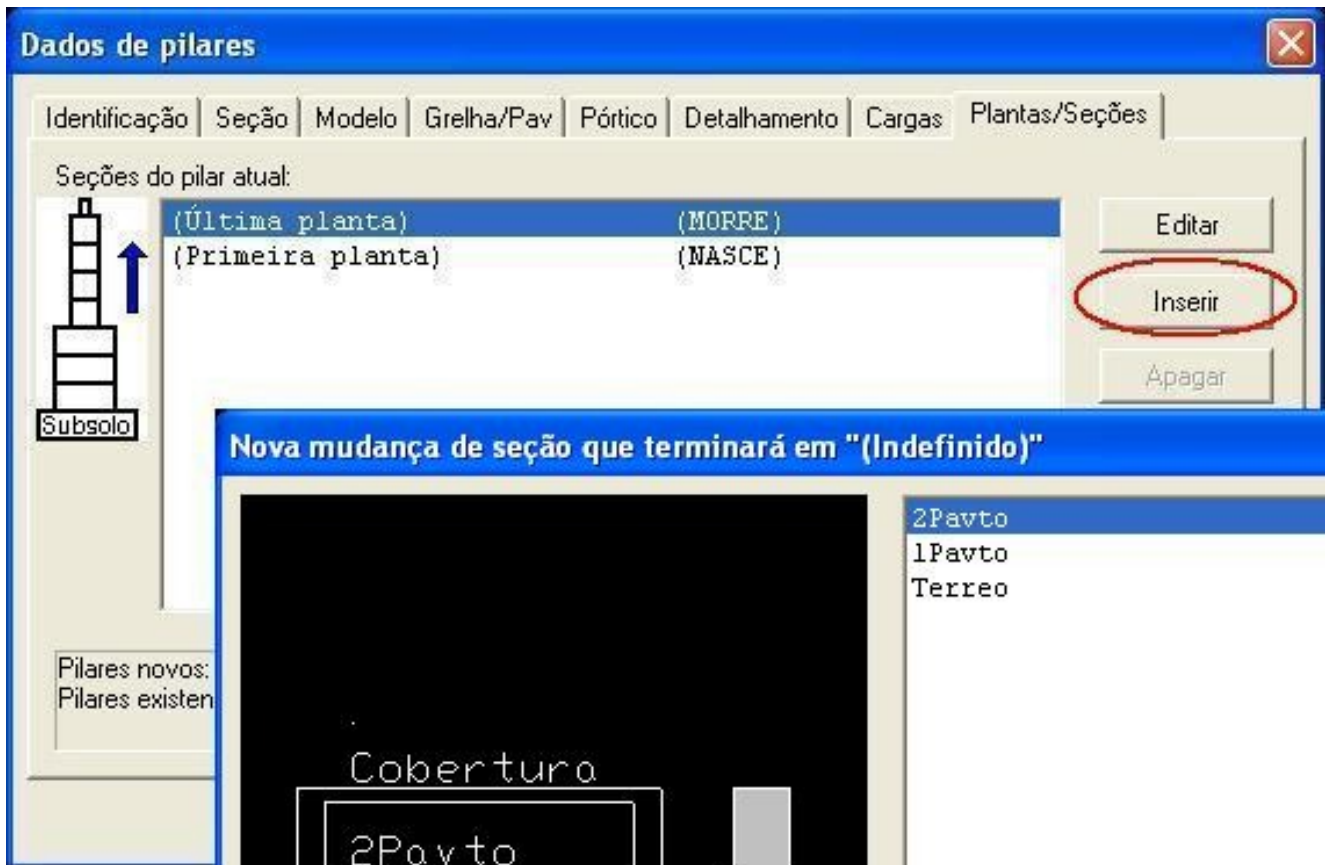 Dados de pilares
Identificação Seção Modelo Grelha/Pav Pórtico Detalhamento Cargas Plantas/Seções
Seções do pilar atual:
(Última planta) (MORRE)
(Primeira planta) (NASCE)
Editar
Inserir
Apagar
Subsolo
Nova mudança de seção que terminará em "(Indefinido)"
2Pavto
1Pavto
Terreo
Pilares novos:
Pilares existen
Cobertura
2Pavto